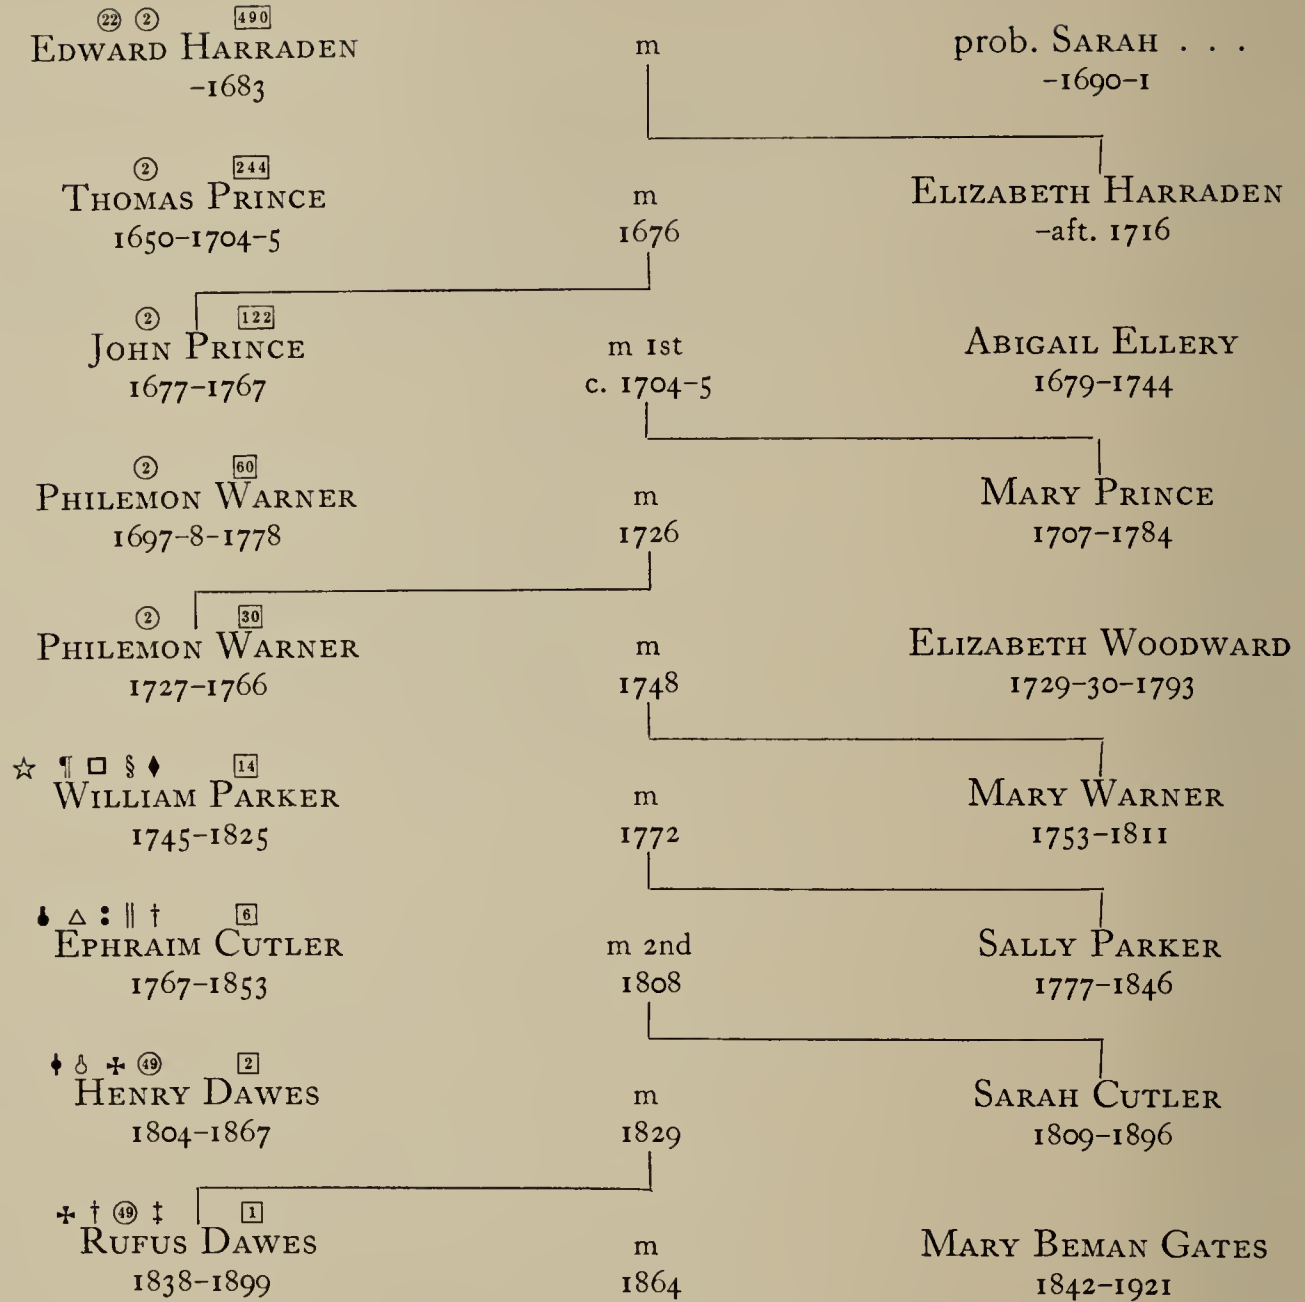 ㉒ ② 490
EDWARD HARRADEN m prob. SARAH . . .
-1683 -1690-1
② 244
THOMAS PRINCE m ELIZABETH HARRADEN
1650-1704-5 1676 -aft. 1716
② 122
JOHN PRINCE m 1st ABIGAIL ELLERY
1677-1767 c. 1704-5 1679-1744
② 60
PHILEMON WARNER m MARY PRINCE
1697-8-1778 1726 1707-1784
② 30
PHILEMON WARNER m ELIZABETH WOODWARD
1727-1766 1748 1729-30-1793
☆ ¶ □ § ♦ 14
WILLIAM PARKER m MARY WARNER
1745-1825 1772 1753-1811
△ : || † 6
EPHRAIM CUTLER m 2nd SALLY PARKER
1767-1853 1808 1777-1846
✢ ㊾ 2
HENRY DAWES m SARAH CUTLER
1804-1867 1829 1809-1896
✢ † ㊾ ‡ 1
RUFUS DAWES m MARY BEMAN GATES
1838-1899 1864 1842-1921